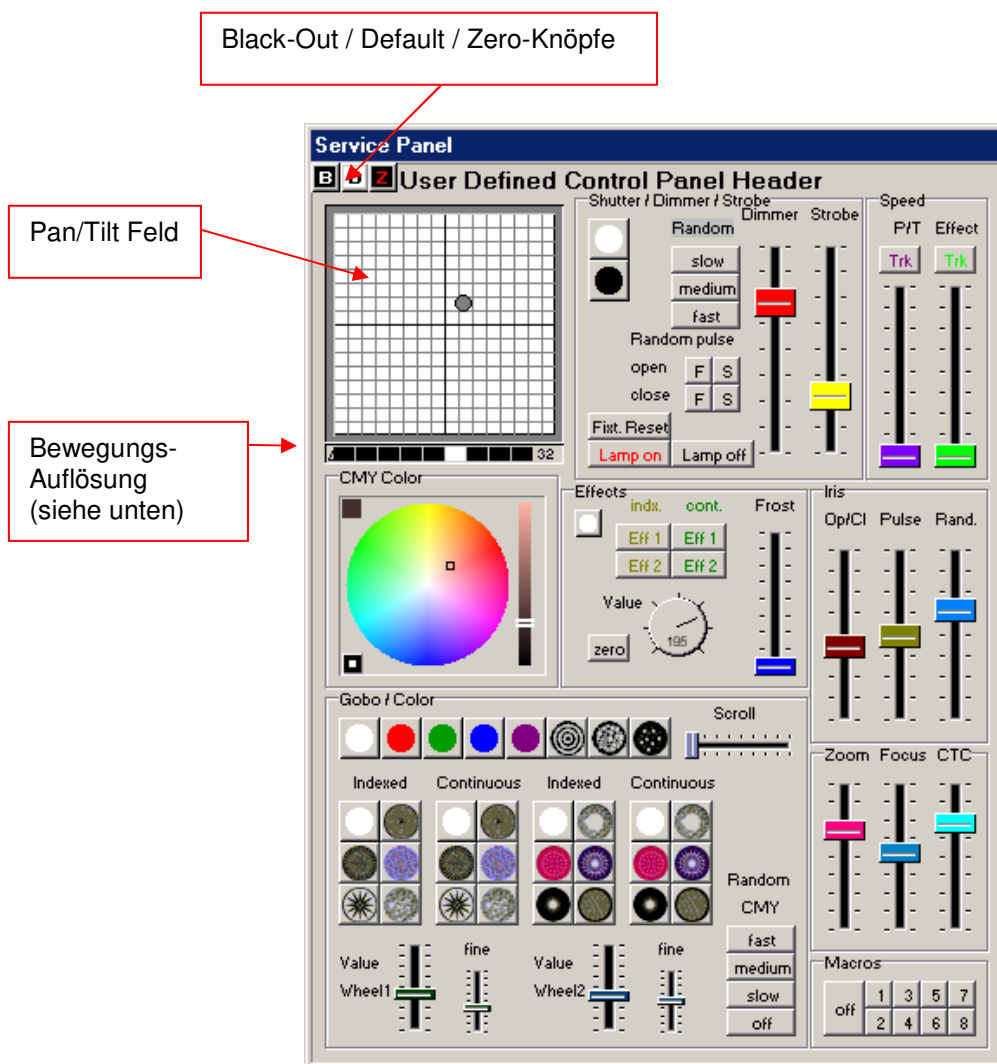 Black-Out / Default / Zero-Knöpfe
Service Panel
B D Z User Defined Control Panel Header
Pan/Tilt Feld
Shutter / Dimmer / Strobe
Random
Dimmer
Strobe
slow
medium
fast
Random pulse
open F S
close F S
Fixt. Reset
Lamp on
Lamp off
Speed
P/T Effect
Trk Trk
Bewegungs-
Auflösung
(siehe unten)
32
CMY Color
Effects
indx. cont.
Frost
Eff 1 Eff 1
Eff 2 Eff 2
Value
195
zero
Iris
Op/Cl Pulse Rand.
Gobo / Color
Scroll
Indexed Continuous Indexed Continuous
Random
CMY
fast
medium
slow
off
Value
Wheel1
fine
Value
Wheel2
fine
Zoom Focus CTC
Macros
off
1 3 5 7
2 4 6 8